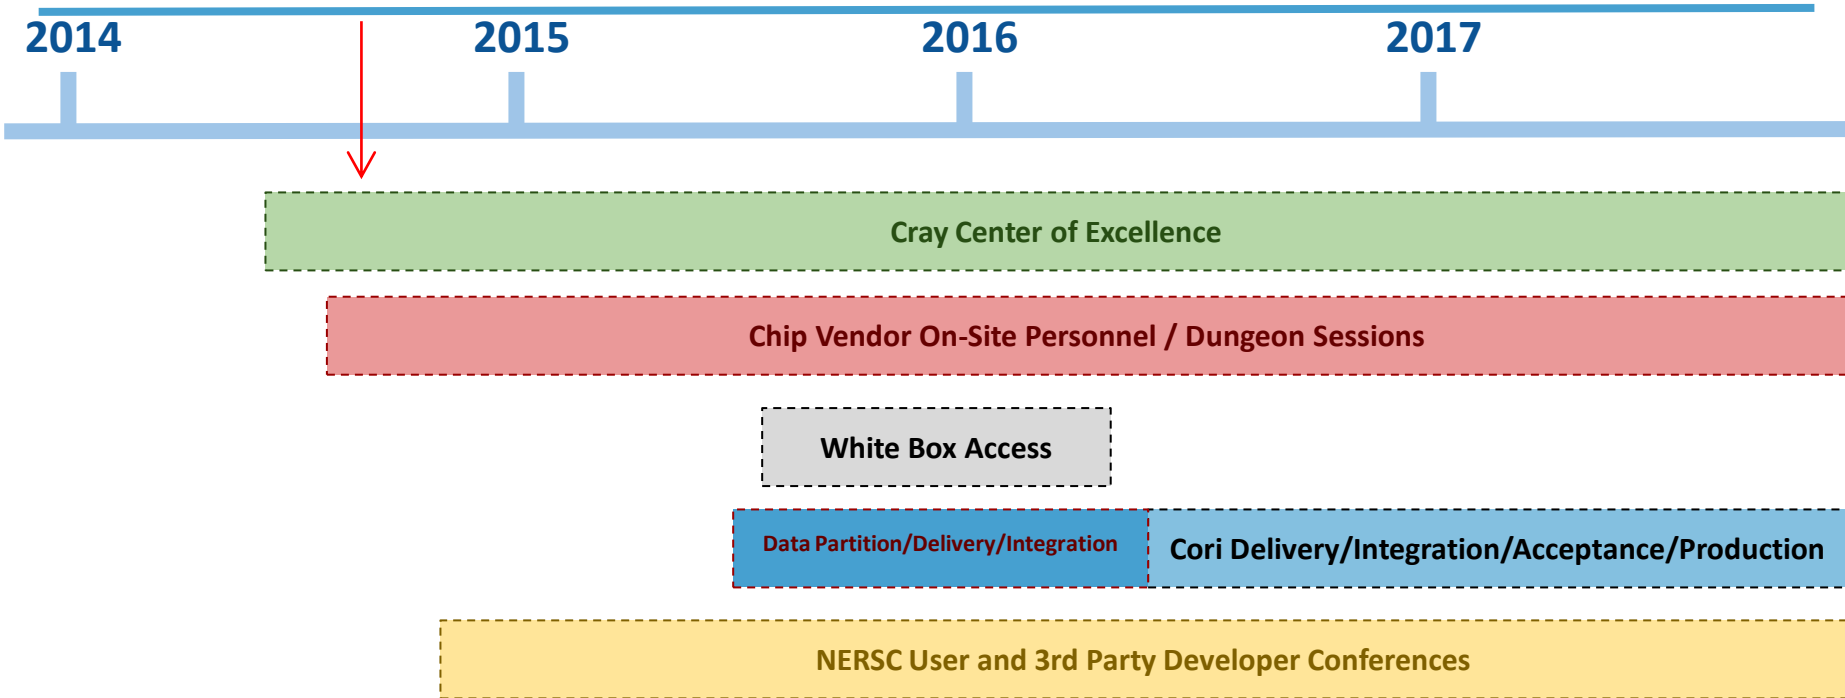 2014 2015 2016 2017
Cray Center of Excellence
Chip Vendor On-Site Personnel / Dungeon Sessions
White Box Access
Data Partition/Delivery/Integration
Cori Delivery/Integration/Acceptance/Production
NERSC User and 3rd Party Developer Conferences